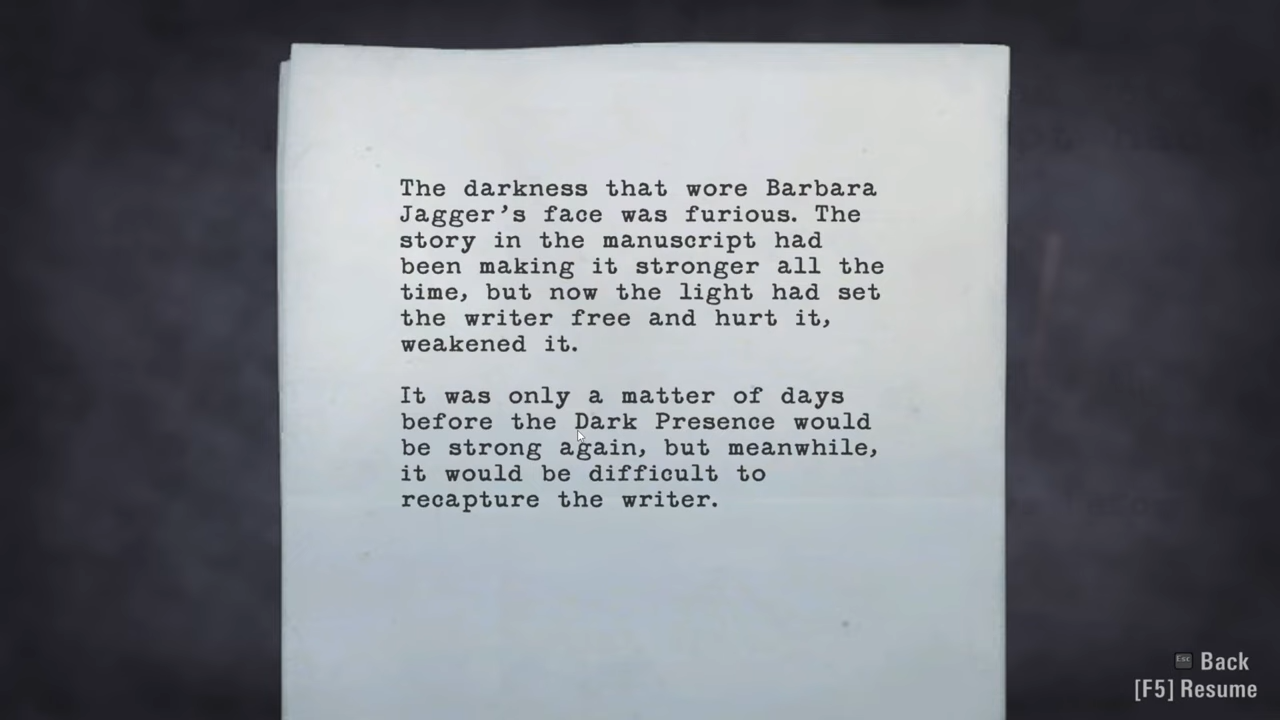 The darkness that wore Barbara
Jagger's face was furious. The
story in the manuscript had
been making it stronger all the
time, but now the light had set
the writer free and hurt it,
weakened it.
It was only a matter of days
before the Dark Presence would
be strong again, but meanwhile,
it would be difficult to
recapture the writer.
Esc Back
[F5] Resume